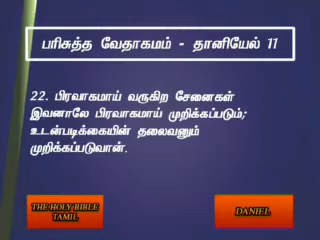 பரிசுத்த வேதாகமம் - தானியேல் 11
22. பிரவாகமாய் வருகிற சேனைகள்
இவனாலே பிரவாகமாய் முறிக்கப்படும்;
உடன்படிக்கையின் தலைவனும்
முறிக்கப்படுவான்.
THE HOLY BIBLE
TAMIL
DANIEL